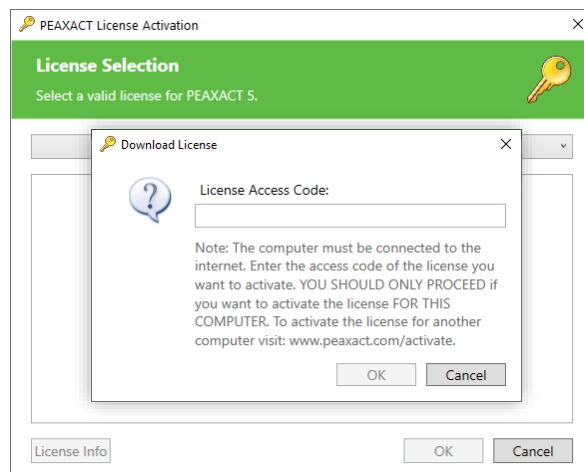 PEAXACT License Activation
License Selection
Select a valid license for PEAXACT 5.
Download License
License Access Code:
Note: The computer must be connected to the
internet. Enter the access code of the license you
want to activate. YOU SHOULD ONLY PROCEED if
you want to activate the license FOR THIS
COMPUTER. To activate the license for another
computer visit: www.peaxact.com/activate.
OK
Cancel
License Info
OK
Cancel